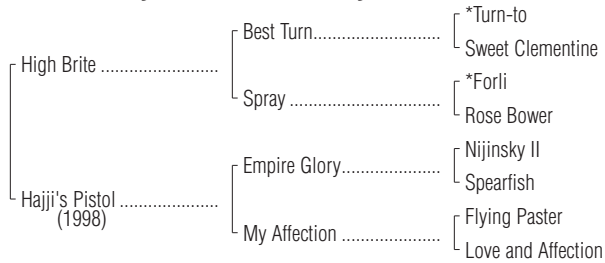 *Turn-to
Best Turn..................................
Sweet Clementine
High Brite ..........................
*Forli
Spray ........................................
Rose Bower
Nijinsky II
Empire Glory..........................
Spearfish
Hajji's Pistol ......................
(1998)
Flying Paster
My Affection ..........................
Love and Affection